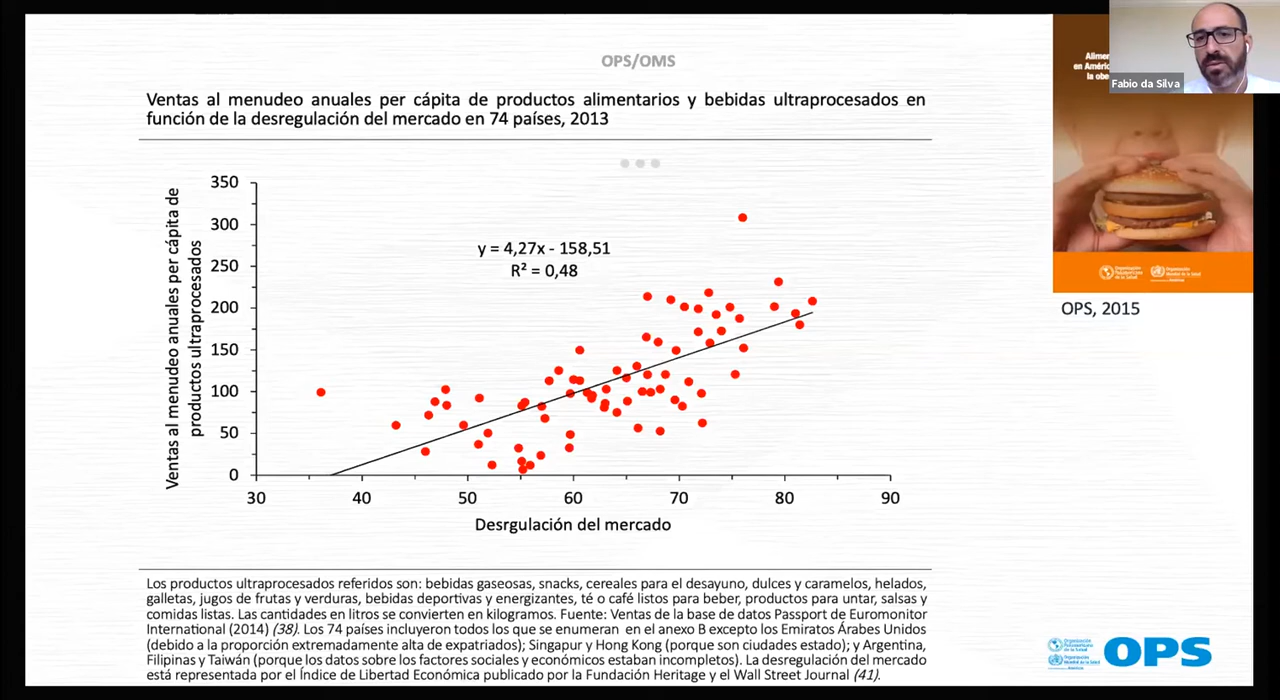 OPS/OMS
Ventas al menudeo anuales per cápita de productos alimentarios y bebidas ultraprocesados en
función de la desregulación del mercado en 74 países, 2013
Ventas al menudeo anuales per cápita de
productos ultraprocesados
350
300
250
200
150
100
50
0
y = 4,27x - 158,51
R² = 0,48
30 40 50 60 70 80 90
Desrgulación del mercado
Los productos ultraprocesados referidos son: bebidas gaseosas, snacks, cereales para el desayuno, dulces y caramelos, helados,
galletas, jugos de frutas y verduras, bebidas deportivas y energizantes, té o café listos para beber, productos para untar, salsas y
comidas listas. Las cantidades en litros se convierten en kilogramos. Fuente: Ventas de la base de datos Passport de Euromonitor
International (2014) (38). Los 74 países incluyeron todos los que se enumeran en el anexo B excepto los Emiratos Árabes Unidos
(debido a la proporción extremadamente alta de expatriados); Singapur y Hong Kong (porque son ciudades estado); y Argentina,
Filipinas y Taiwán (porque los datos sobre los factores sociales y económicos estaban incompletos). La desregulación del mercado
está representada por el Índice de Libertad Económica publicado por la Fundación Heritage y el Wall Street Journal (41).
Fabio da Silva
OPS, 2015
OPS